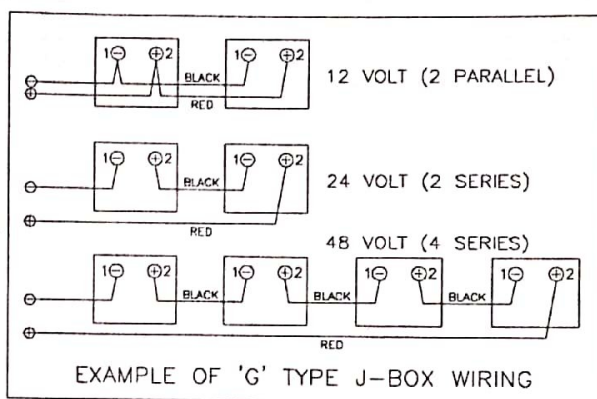 1⊖ ⊕2 1⊖ ⊕2 12 VOLT (2 PARALLEL)
⊖ BLACK
⊕ RED
1⊖ ⊕2 1⊖ ⊕2 24 VOLT (2 SERIES)
⊖ BLACK
⊕ RED
48 VOLT (4 SERIES)
1⊖ ⊕2 1⊖ ⊕2 1⊖ ⊕2 1⊖ ⊕2
⊖ BLACK BLACK BLACK
⊕ RED
EXAMPLE OF 'G' TYPE J-BOX WIRING